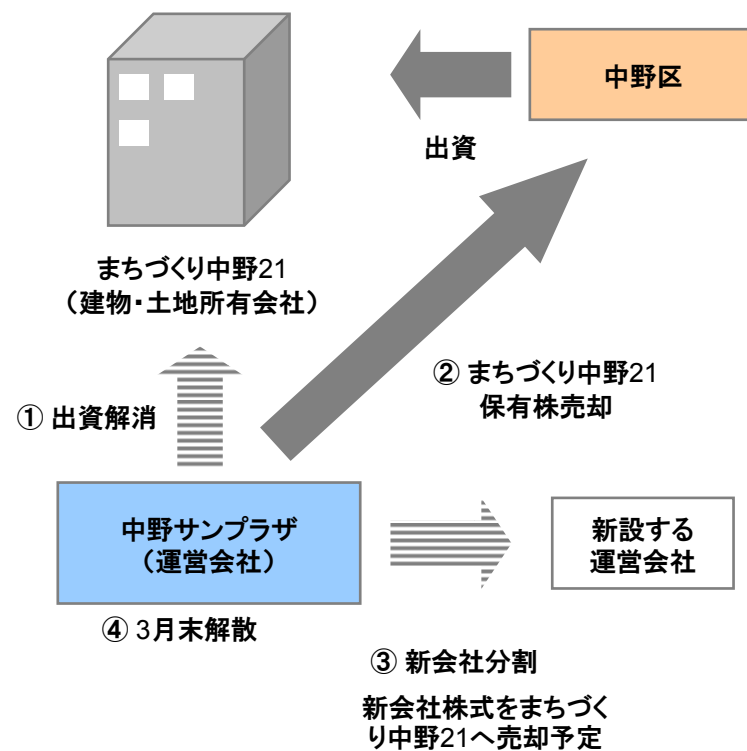 中野区
出資
まちづくり中野21
（建物・土地所有会社）
② まちづくり中野21
保有株売却
① 出資解消
中野サンプラザ
（運営会社）
新設する
運営会社
④ 3月末解散
③ 新会社分割
新会社株式をまちづく
り中野21へ売却予定